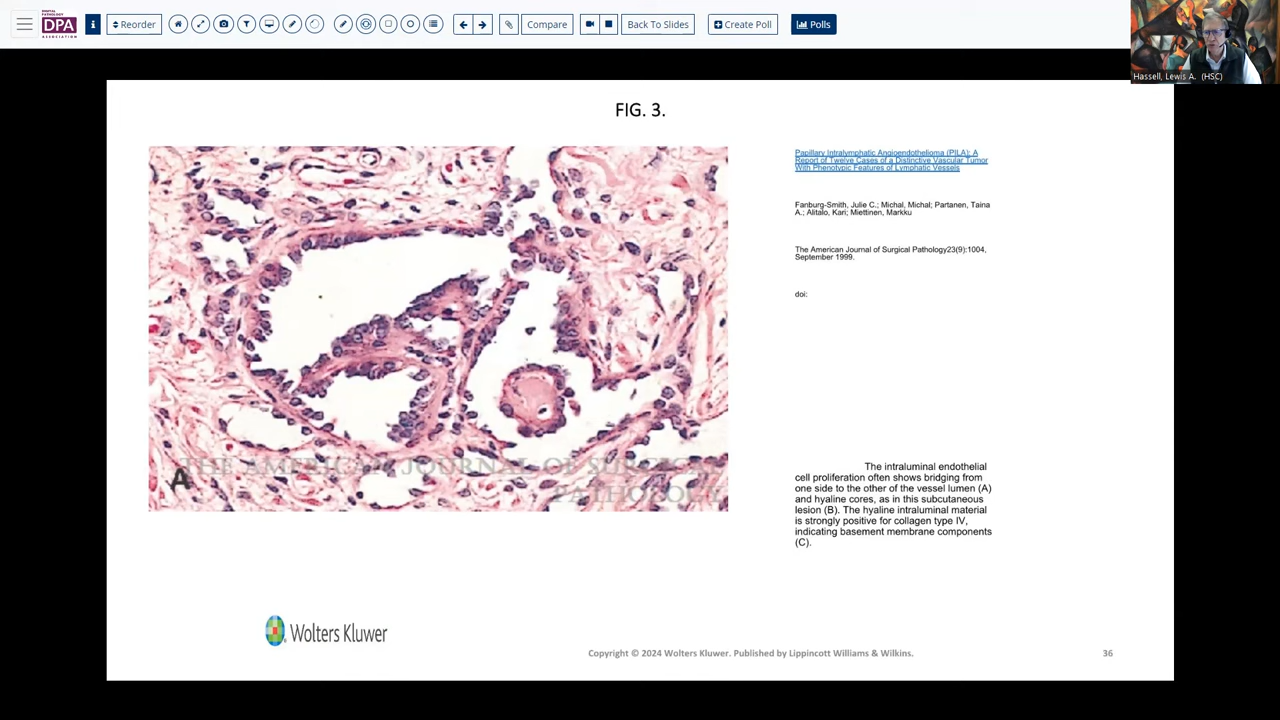 DIGITAL
PATHOLOGY
DPA
ASSOCIATION
i
Reorder
Compare
Back To Slides
Create Poll
Polls
Hassell, Lewis A. (HSC)
FIG. 3.
Papillary Intralymphatic Angioendothelioma (PILA): A
Report of Twelve Cases of a Distinctive Vascular Tumor
With Phenotypic Features of Lymphatic Vessels
Fanburg-Smith, Julie C.; Michal, Michal; Partanen, Taina
A.; Alitalo, Kari; Miettinen, Markku
The American Journal of Surgical Pathology23(9):1004,
September 1999.
doi:
A
THE AMERICAN JOURNAL OF SURGICAL
PATHOLOGY
The intraluminal endothelial
cell proliferation often shows bridging from
one side to the other of the vessel lumen (A)
and hyaline cores, as in this subcutaneous
lesion (B). The hyaline intraluminal material
is strongly positive for collagen type IV,
indicating basement membrane components
(C).
Wolters Kluwer
Copyright © 2024 Wolters Kluwer. Published by Lippincott Williams & Wilkins.
36